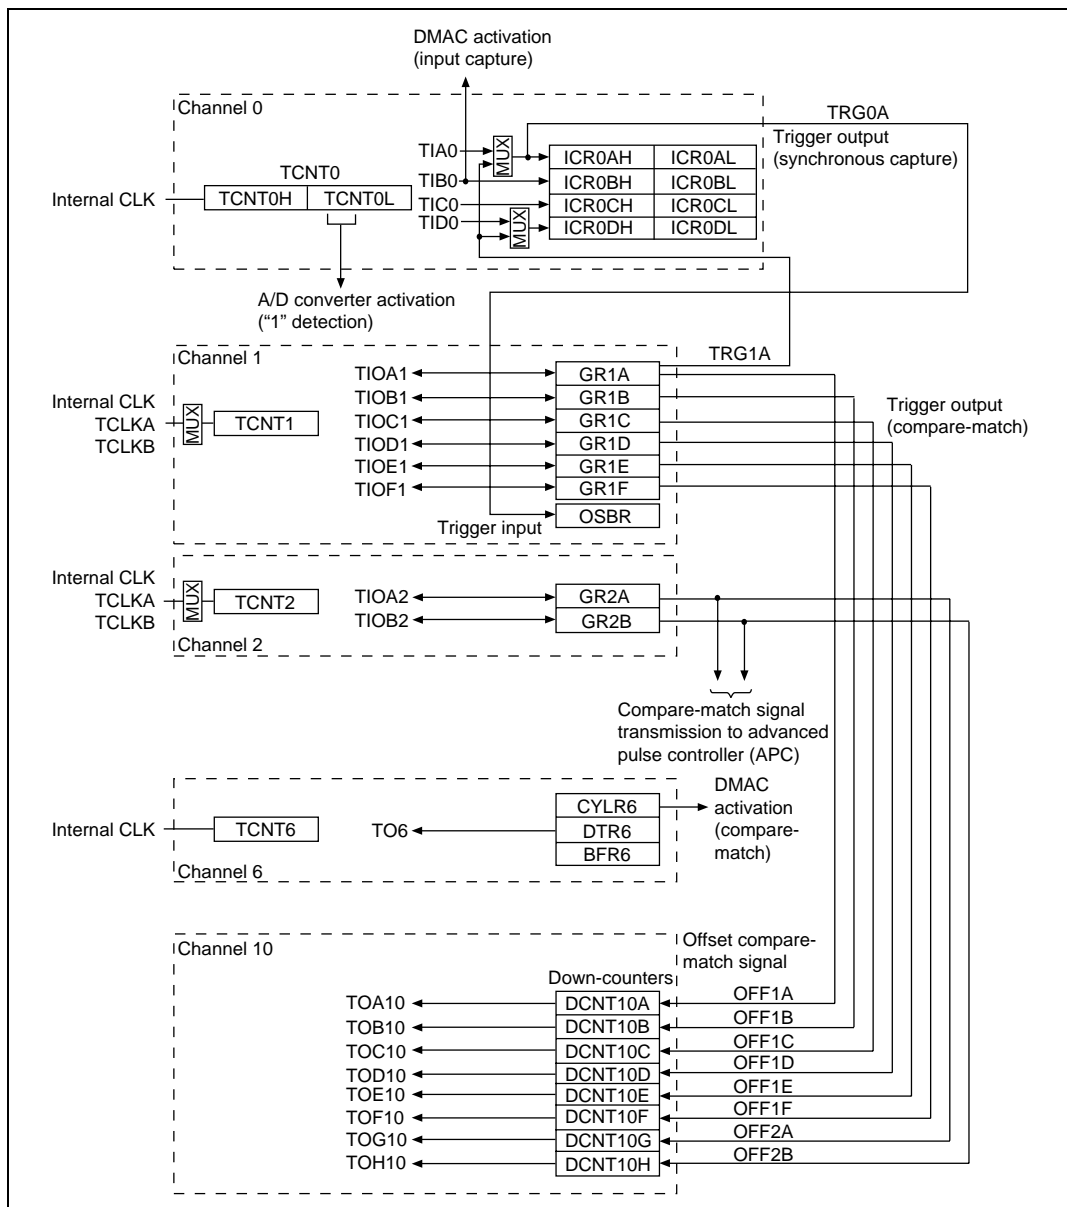 DMAC activation
(input capture)
Channel 0
TRG0A
Trigger output
(synchronous capture)
TIA0
MUX
ICR0AH ICR0AL
TCNT0
TIB0
ICR0BH ICR0BL
Internal CLK
TCNT0H TCNT0L
TIC0
ICR0CH ICR0CL
TID0
MUX
ICR0DH ICR0DL
A/D converter activation
(“1” detection)
Channel 1
TRG1A
TIOA1 GR1A
Internal CLK
TIOB1 GR1B
Trigger output
(compare-match)
TCLKA
MUX
TCNT1
TIOC1 GR1C
TCLKB
TIOD1 GR1D
TIOE1 GR1E
TIOF1 GR1F
Trigger input
OSBR
Internal CLK
TCLKA
MUX
TCNT2
TIOA2 GR2A
TCLKB
TIOB2 GR2B
Channel 2
Compare-match signal
transmission to advanced
pulse controller (APC)
DMAC
activation
(compare-
match)
CYLR6
Internal CLK
TCNT6
TO6
DTR6
BFR6
Channel 6
Channel 10
Offset compare-
match signal
Down-counters
TOA10 DCNT10A OFF1A
TOB10 DCNT10B OFF1B
TOC10 DCNT10C OFF1C
TOD10 DCNT10D OFF1D
TOE10 DCNT10E OFF1E
TOF10 DCNT10F OFF1F
TOG10 DCNT10G OFF2A
TOH10 DCNT10H OFF2B